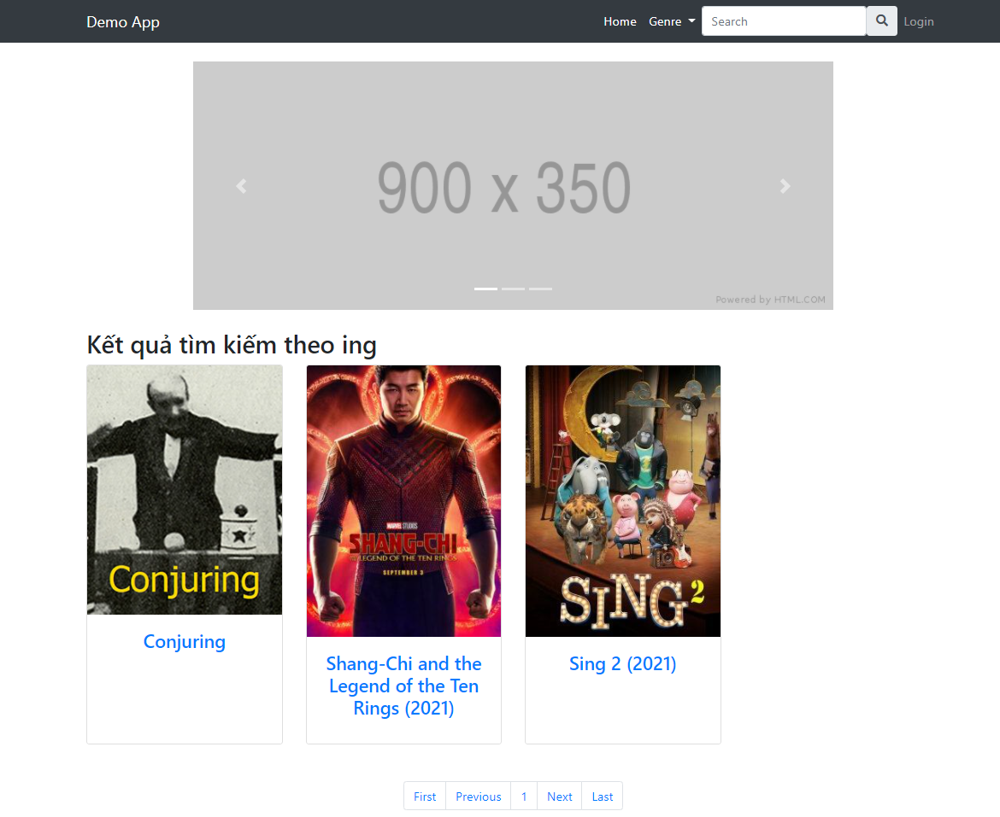 Demo App
Home Genre Search Login
900 x 350
Powered by HTML.COM
Kết quả tìm kiếm theo ing
Conjuring
MARVEL STUDIOS
SHANG-CHI
LEGEND OF THE TEN RINGS
SEPTEMBER 3
SING 2
Conjuring
Shang-Chi and the
Legend of the Ten
Rings (2021)
Sing 2 (2021)
First Previous 1 Next Last